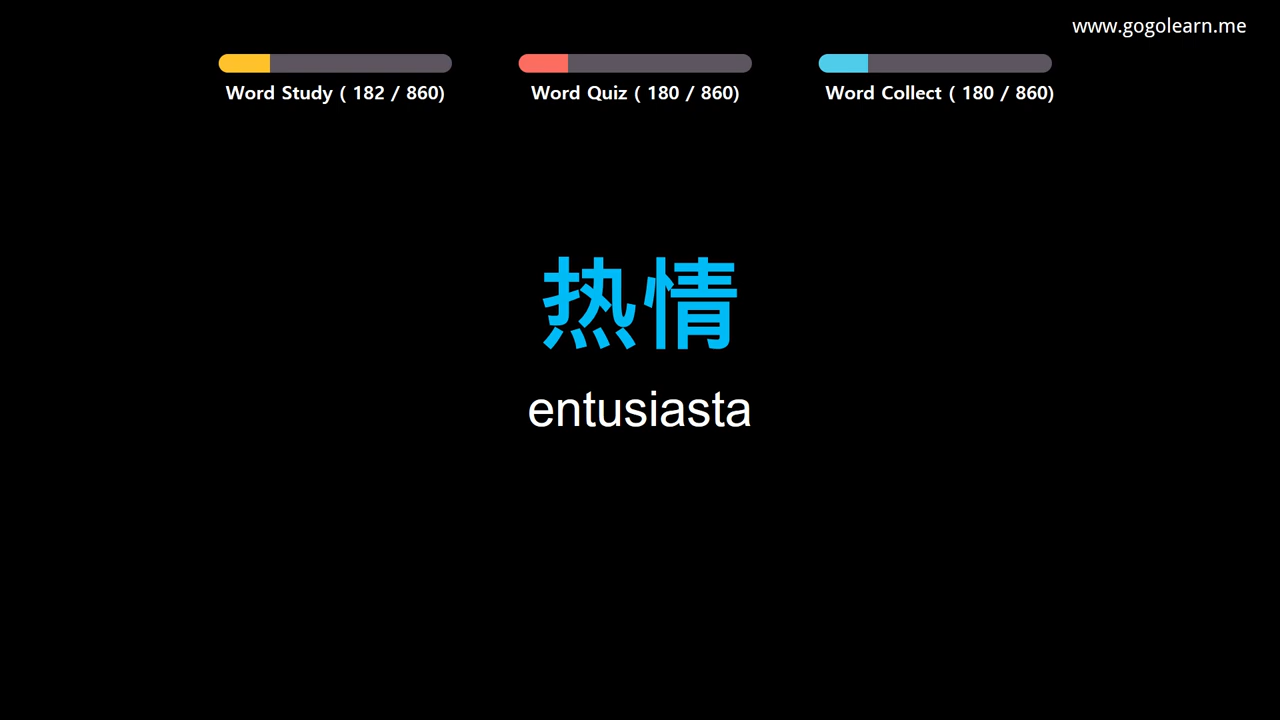 www.gogolearn.me
Word Study ( 182 / 860)
Word Quiz ( 180 / 860)
Word Collect ( 180 / 860)
热情
entusiasta